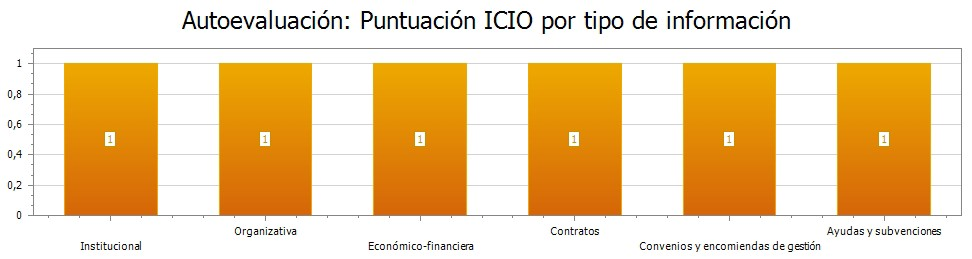 Autoevaluación: Puntuación ICIO por tipo de información
1
0,8
0,6
0,4
0,2
0
1 1 1 1 1 1
Organizativa Contratos Ayudas y subvenciones
Institucional Económico-financiera Convenios y encomiendas de gestión